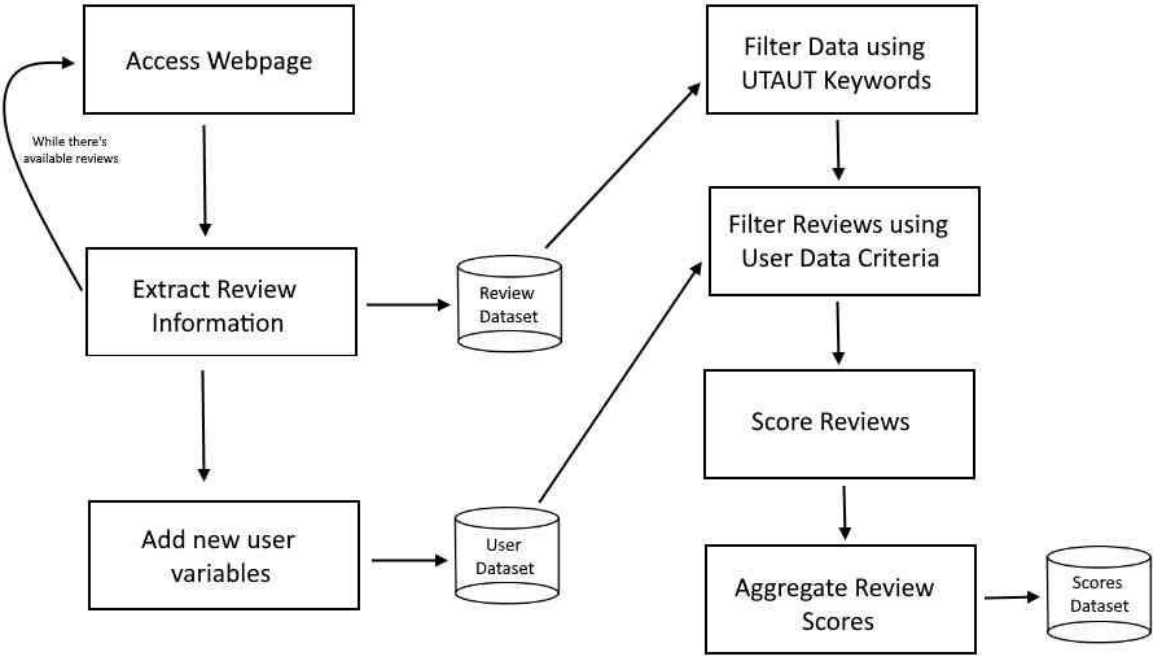 Access Webpage
While there's
available reviews
Extract Review
Information
Review
Dataset
Add new user
variables
User
Dataset
Filter Data using
UTAUT Keywords
Filter Reviews using
User Data Criteria
Score Reviews
Aggregate Review
Scores
Scores
Dataset